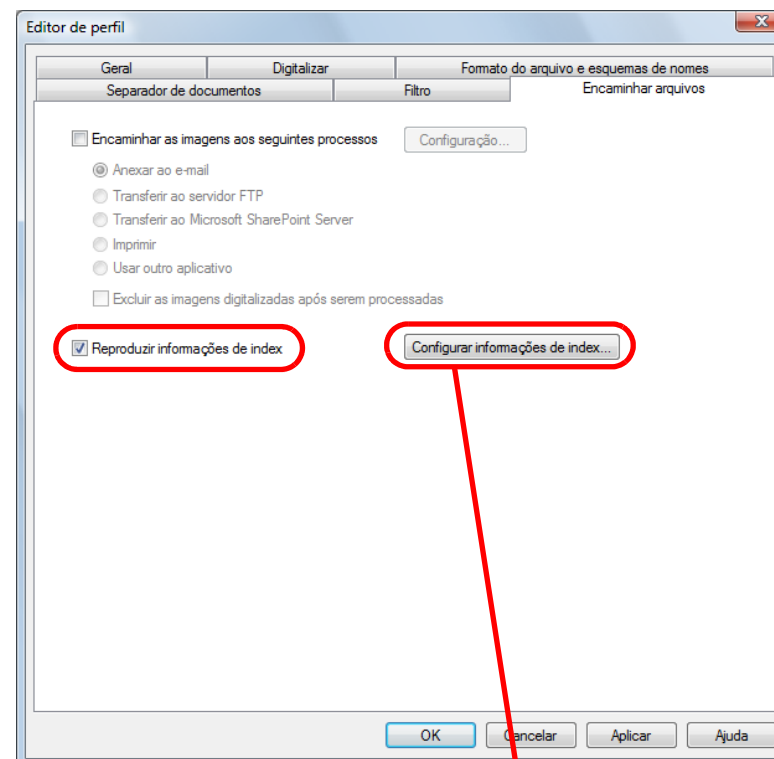 Editor de perfil
Geral Digitalizar Formato do arquivo e esquemas de nomes
Separador de documentos Filtro Encaminhar arquivos
Encaminhar as imagens aos seguintes processos Configuração...
Anexar ao e-mail
Transferir ao servidor FTP
Transferir ao Microsoft SharePoint Server
Imprimir
Usar outro aplicativo
Excluir as imagens digitalizadas após serem processadas
Reproduzir informações de index Configurar informações de index...
OK Cancelar Aplicar Ajuda